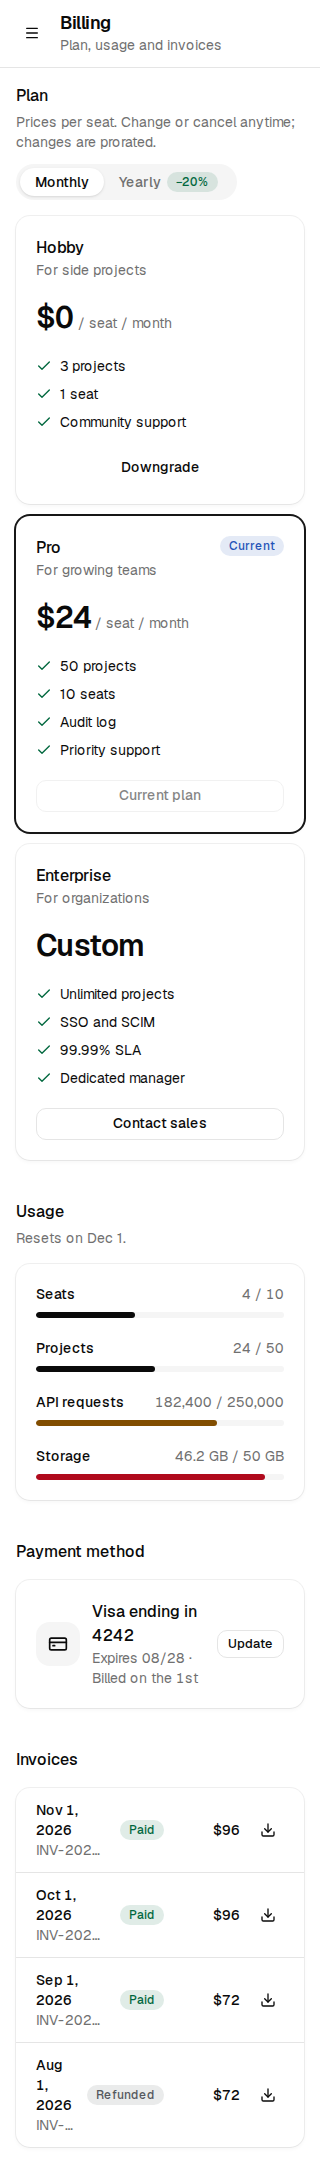 Billing
Plan, usage and invoices
Plan
Prices per seat. Change or cancel anytime;
changes are prorated.
Monthly Yearly −20%
Hobby
For side projects
$0 / seat / month
3 projects
1 seat
Community support
Downgrade
Pro Current
For growing teams
$24 / seat / month
50 projects
10 seats
Audit log
Priority support
Current plan
Enterprise
For organizations
Custom
Unlimited projects
SSO and SCIM
99.99% SLA
Dedicated manager
Contact sales
Usage
Resets on Dec 1.
Seats 4 / 10
Projects 24 / 50
API requests 182,400 / 250,000
Storage 46.2 GB / 50 GB
Payment method
Visa ending in
4242
Expires 08/28 ·
Billed on the 1st
Update
Invoices
Nov 1,
2026
INV-202…
Paid $96
Oct 1,
2026
INV-202…
Paid $96
Sep 1,
2026
INV-202…
Paid $72
Aug
1,
2026
INV-…
Refunded $72